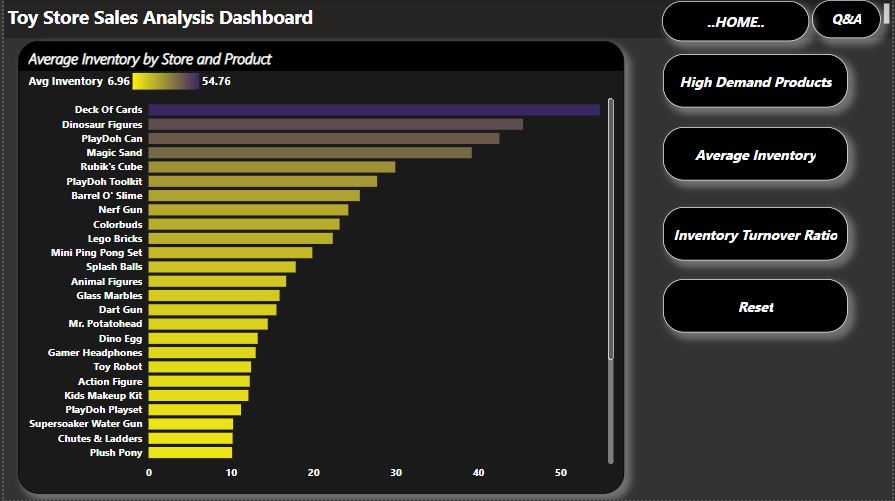 Toy Store Sales Analysis Dashboard
..HOME..
Q&A
Average Inventory by Store and Product
Avg Inventory 6.96 54.76
Deck Of Cards
Dinosaur Figures
PlayDoh Can
Magic Sand
Rubik's Cube
PlayDoh Toolkit
Barrel O' Slime
Nerf Gun
Colorbuds
Lego Bricks
Mini Ping Pong Set
Splash Balls
Animal Figures
Glass Marbles
Dart Gun
Mr. Potatohead
Dino Egg
Gamer Headphones
Toy Robot
Action Figure
Kids Makeup Kit
PlayDoh Playset
Supersoaker Water Gun
Chutes & Ladders
Plush Pony
0 10 20 30 40 50
High Demand Products
Average Inventory
Inventory Turnover Ratio
Reset